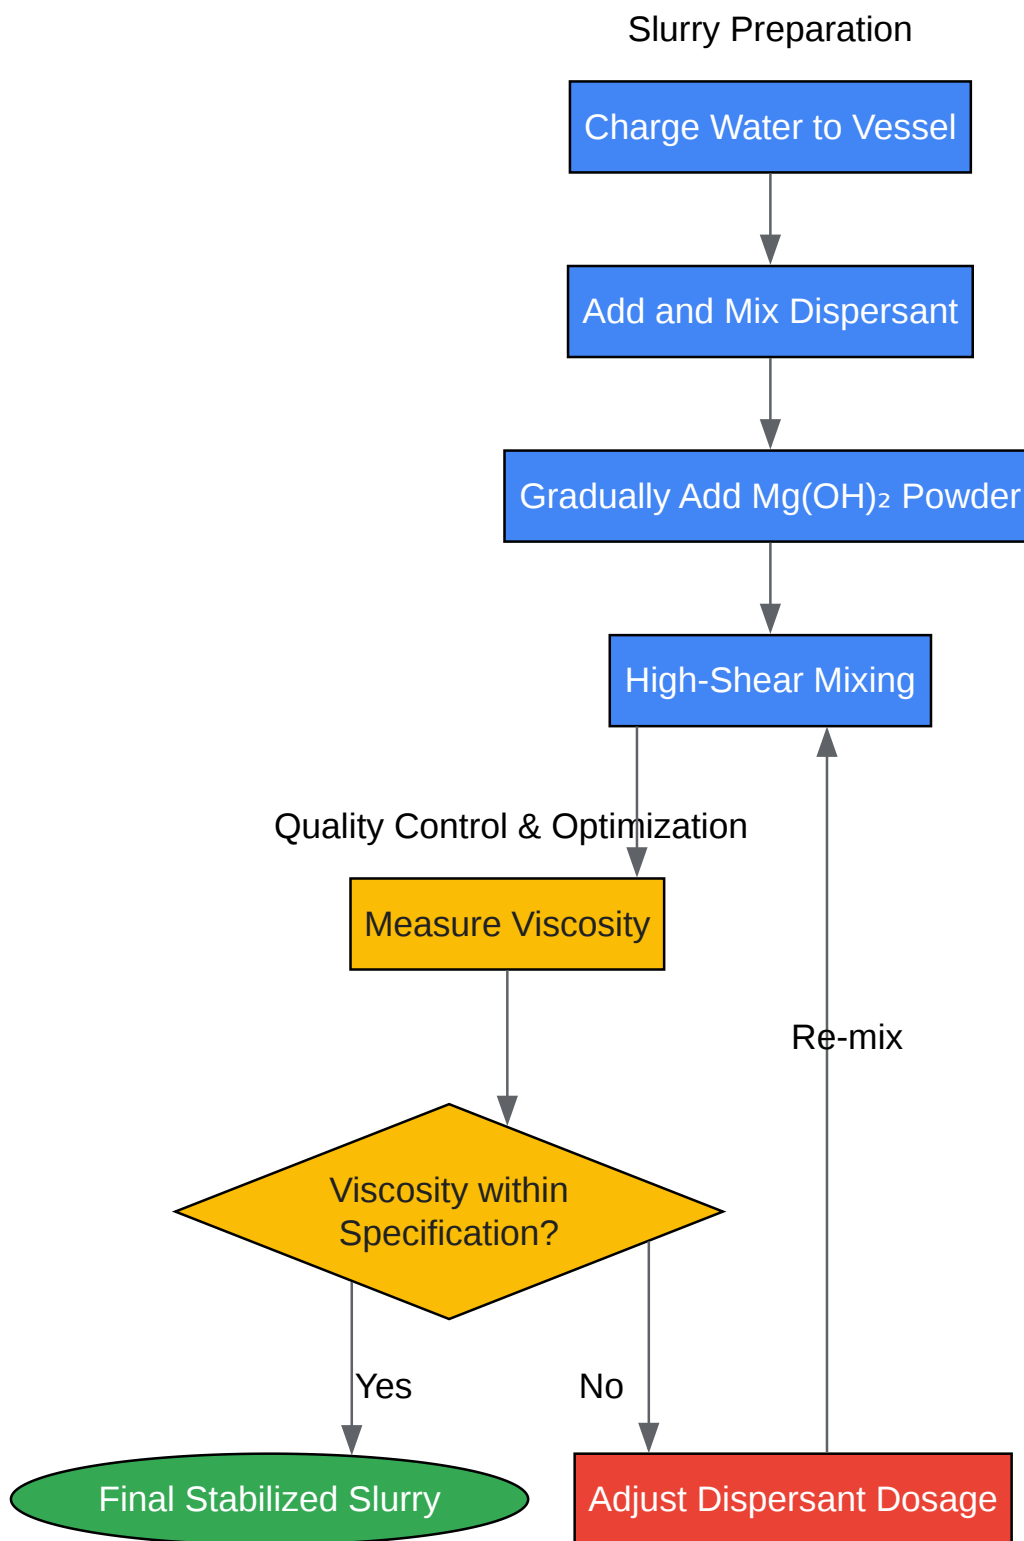 Slurry Preparation
Charge Water to Vessel
Add and Mix Dispersant
Gradually Add Mg(OH)₂ Powder
High-Shear Mixing
Quality Control & Optimization
Measure Viscosity
Re-mix
Viscosity within
Specification?
Yes
No
Final Stabilized Slurry
Adjust Dispersant Dosage